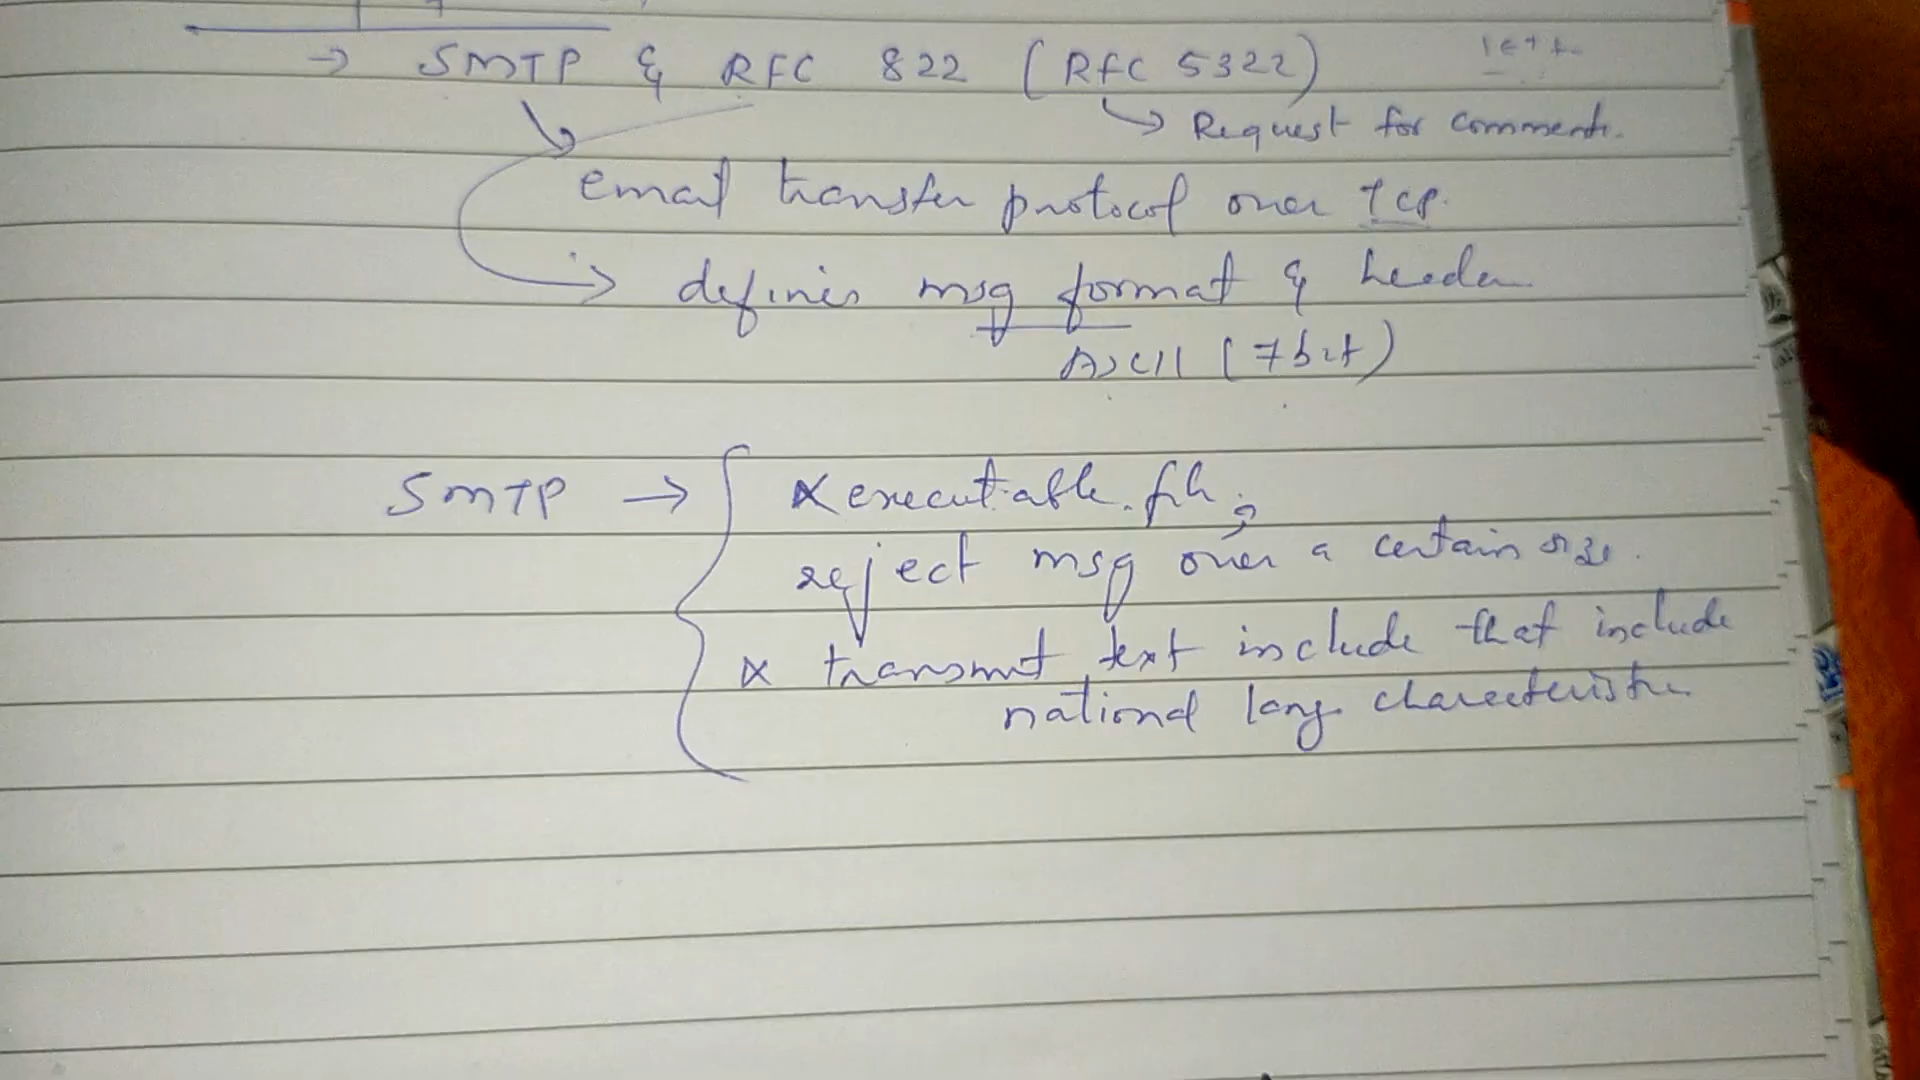 → SMTP & RFC 822 (RFC 5322)
↳ Request for comments.
email transfer protocol over TCP.
→ defines msg format & header
ASCII (7 bit)
SMTP → { x executable file,
reject msg over a certain size.
x transmit text include that include
national lang. characteristic